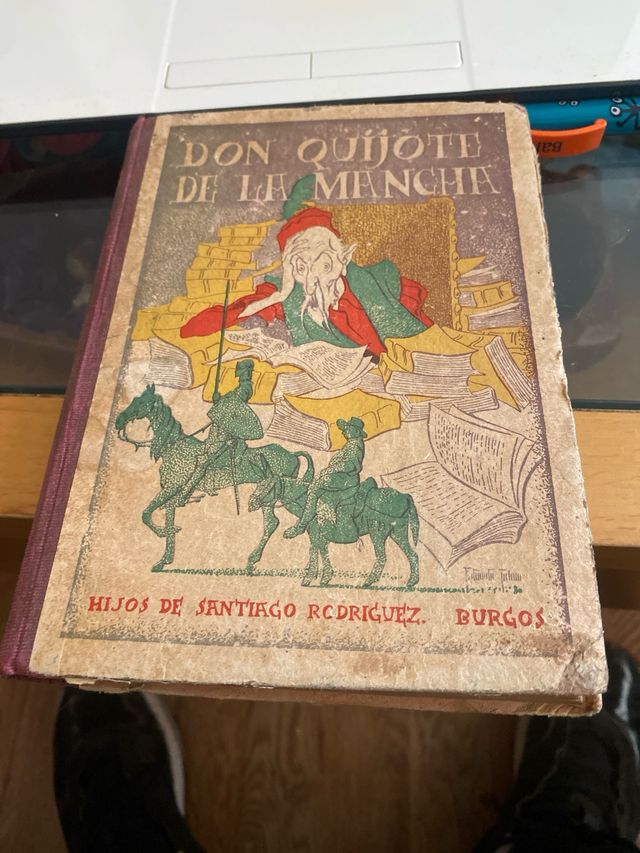 DON QUIJOTE
DE LA MANCHA
HIJOS DE SANTIAGO RODRIGUEZ. BURGOS